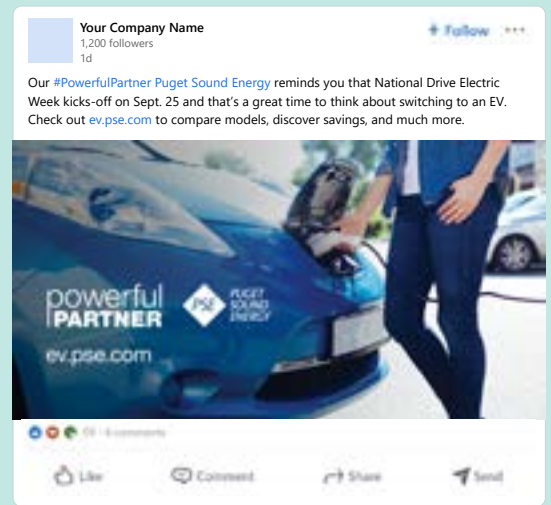 Your Company Name
+ Follow
1,200 followers
1d
Our #PowerfulPartner Puget Sound Energy reminds you that National Drive Electric
Week kicks-off on Sept. 25 and that's a great time to think about switching to an EV.
Check out ev.pse.com to compare models, discover savings, and much more.
powerful
PARTNER
PSE
PUGET
SOUND
ENERGY
ev.pse.com
Like
Comment
Share
Send